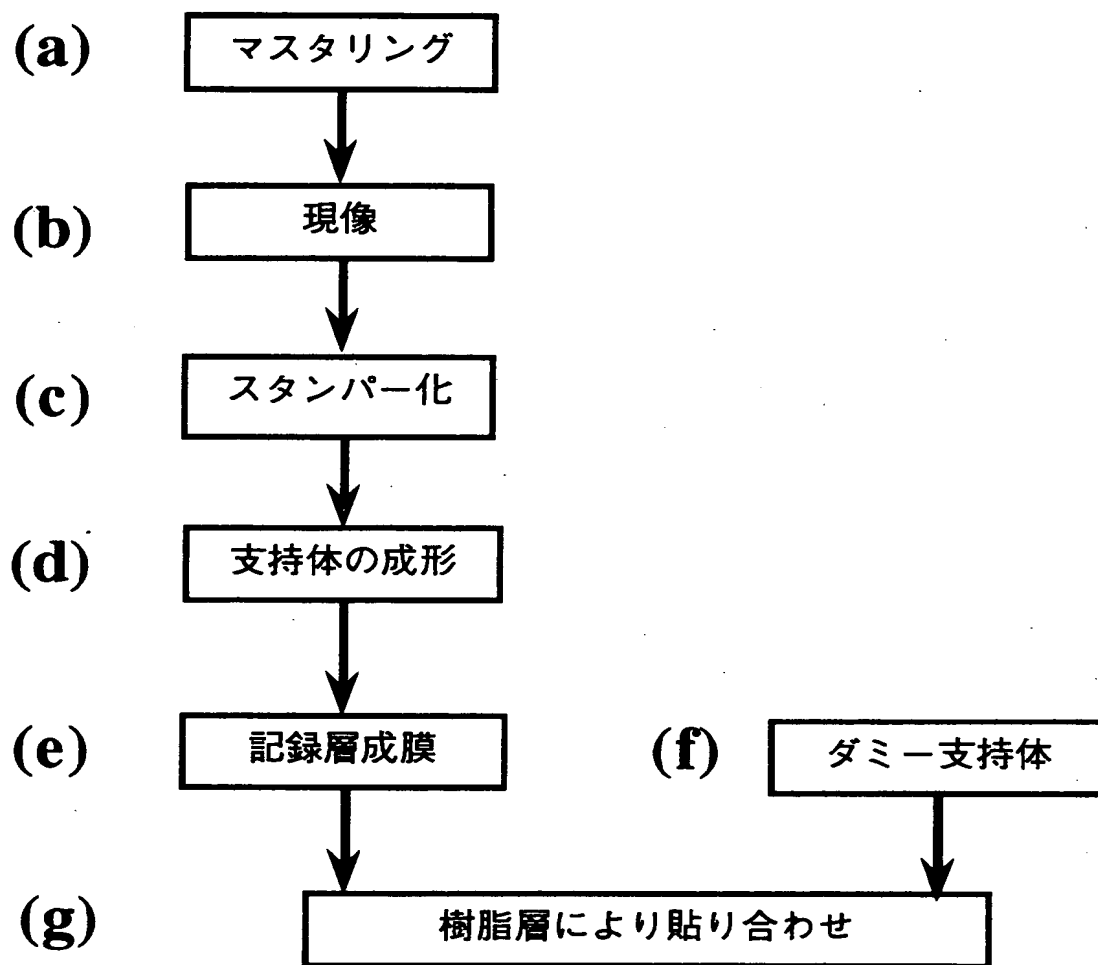 (a) マスタリング
(b) 現像
(c) スタンパー化
(d) 支持体の成形
(e) 記録層成膜 (f) ダミー支持体
(g) 樹脂層により貼り合わせ